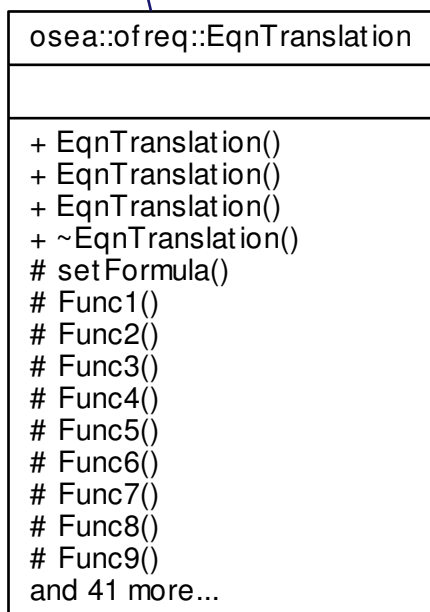 osea::ofreq::EqnTranslation
+ EqnTranslation()
+ EqnTranslation()
+ EqnTranslation()
+ ~EqnTranslation()
# setFormula()
# Func1()
# Func2()
# Func3()
# Func4()
# Func5()
# Func6()
# Func7()
# Func8()
# Func9()
and 41 more...